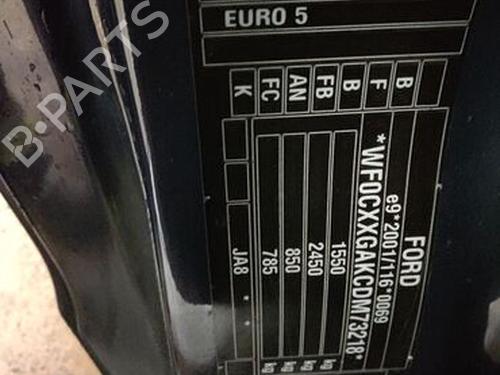 B·PARTS
EURO 5
FORD
e9*2001/116*0069
*WF0CXXGAKCDM73218*
1550 kg
2450 kg
850 kg
785 kg
JA8
B
F
B
FB
AN
FC
K